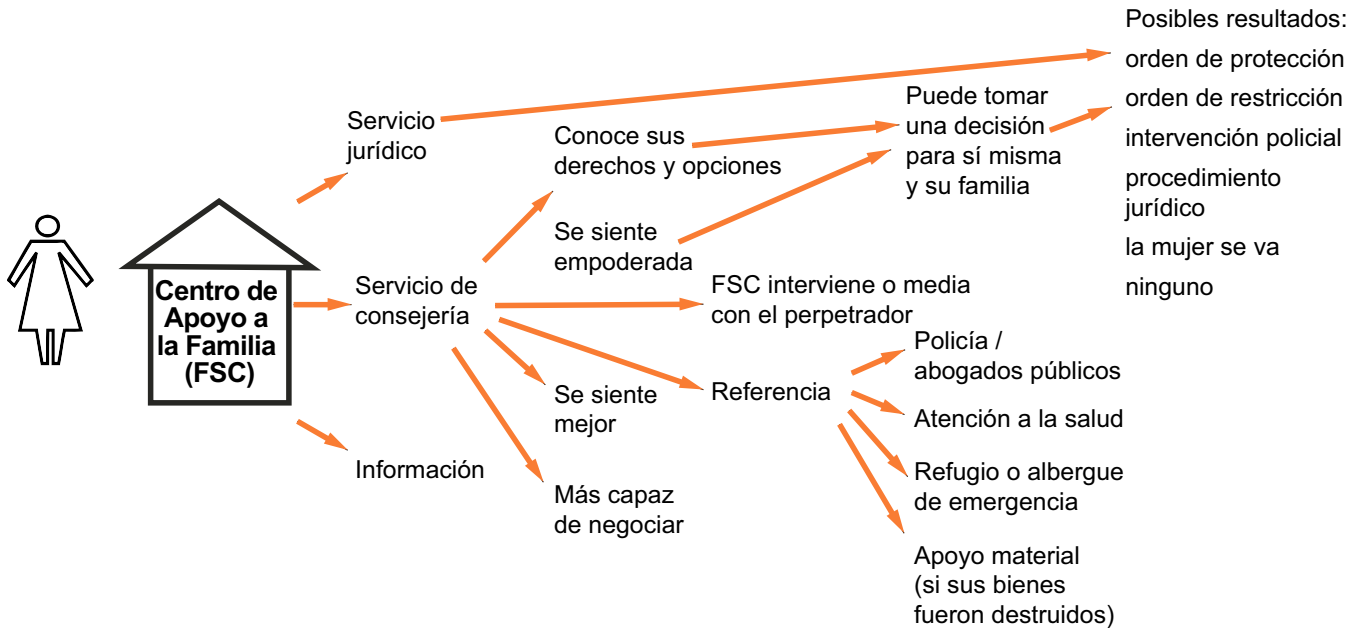 Centro de
Apoyo a
la Familia
(FSC)
Servicio
jurídico
Servicio de
consejería
Información
Conoce sus
derechos y opciones
Se siente
empoderada
Se siente
mejor
Más capaz
de negociar
Puede tomar
una decisión
para sí misma
y su familia
FSC interviene o media
con el perpetrador
Referencia
Policía /
abogados públicos
Atención a la salud
Refugio o albergue
de emergencia
Apoyo material
(si sus bienes
fueron destruidos)
Posibles resultados:
orden de protección
orden de restricción
intervención policial
procedimiento
jurídico
la mujer se va
ninguno